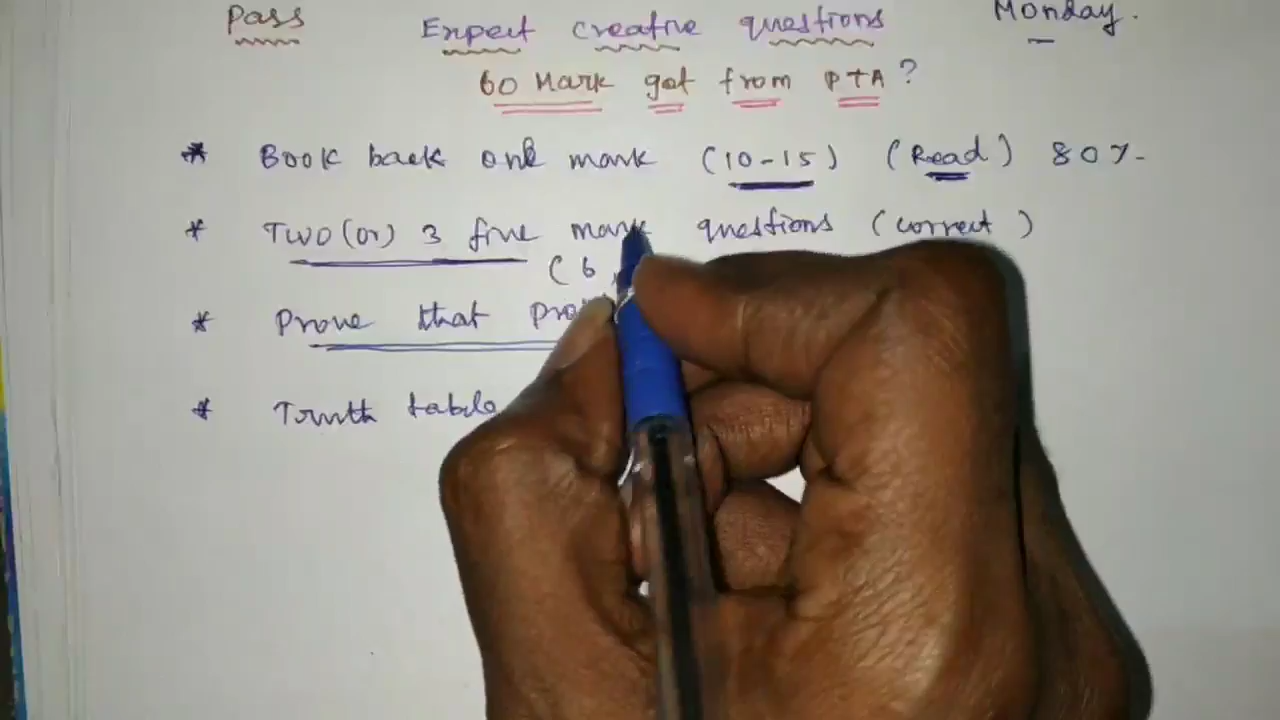 Pass Expect creative questions Monday.
60 Mark got from PTA?
* Book back one mark (10-15) (Read) 80%
* Two (or) 3 five mark questions (correct)
(6,
* Prove that
* Truth table